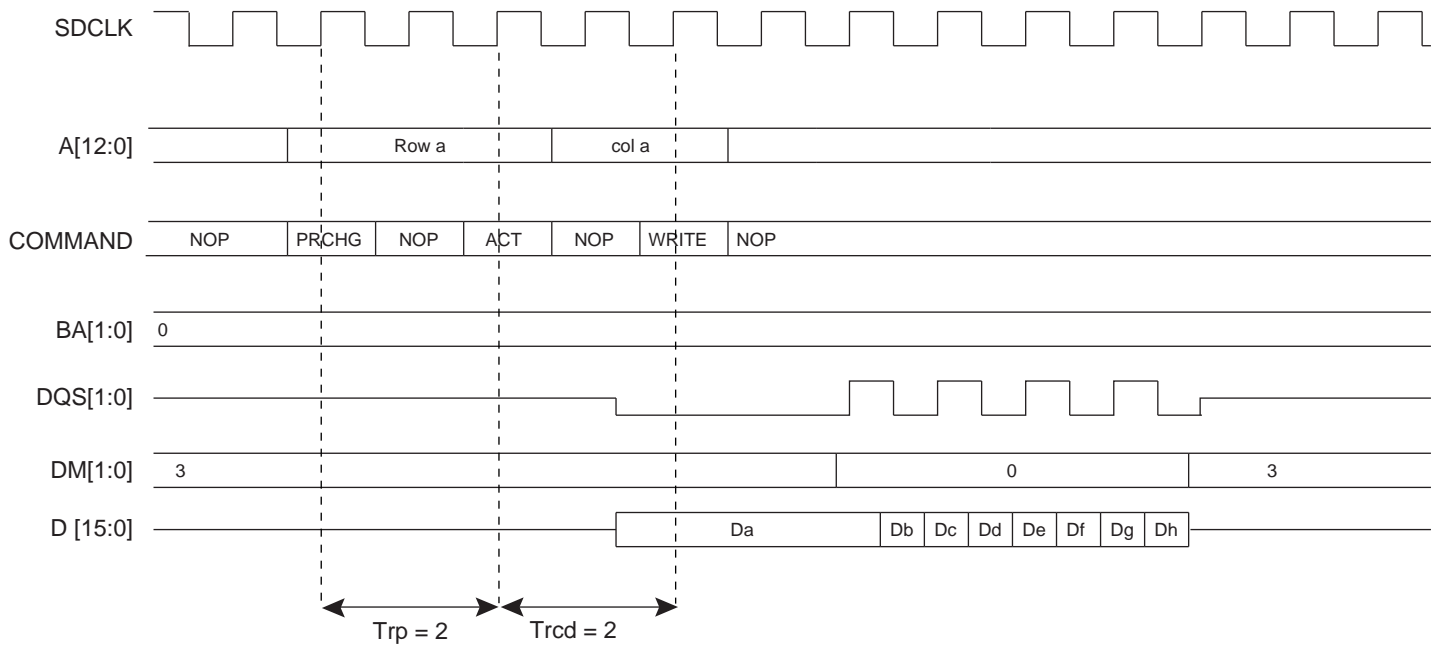 SDCLK
A[12:0] Row a col a
COMMAND NOP PRCHG NOP ACT NOP WRITE NOP
BA[1:0] 0
DQS[1:0]
DM[1:0] 3 0 3
D [15:0] Da Db Dc Dd De Df Dg Dh
Trp = 2 Trcd = 2